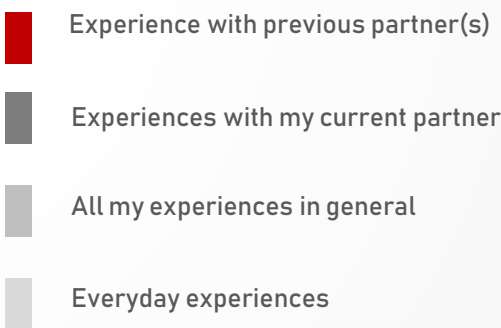 Experience with previous partner(s)
Experiences with my current partner
All my experiences in general
Everyday experiences